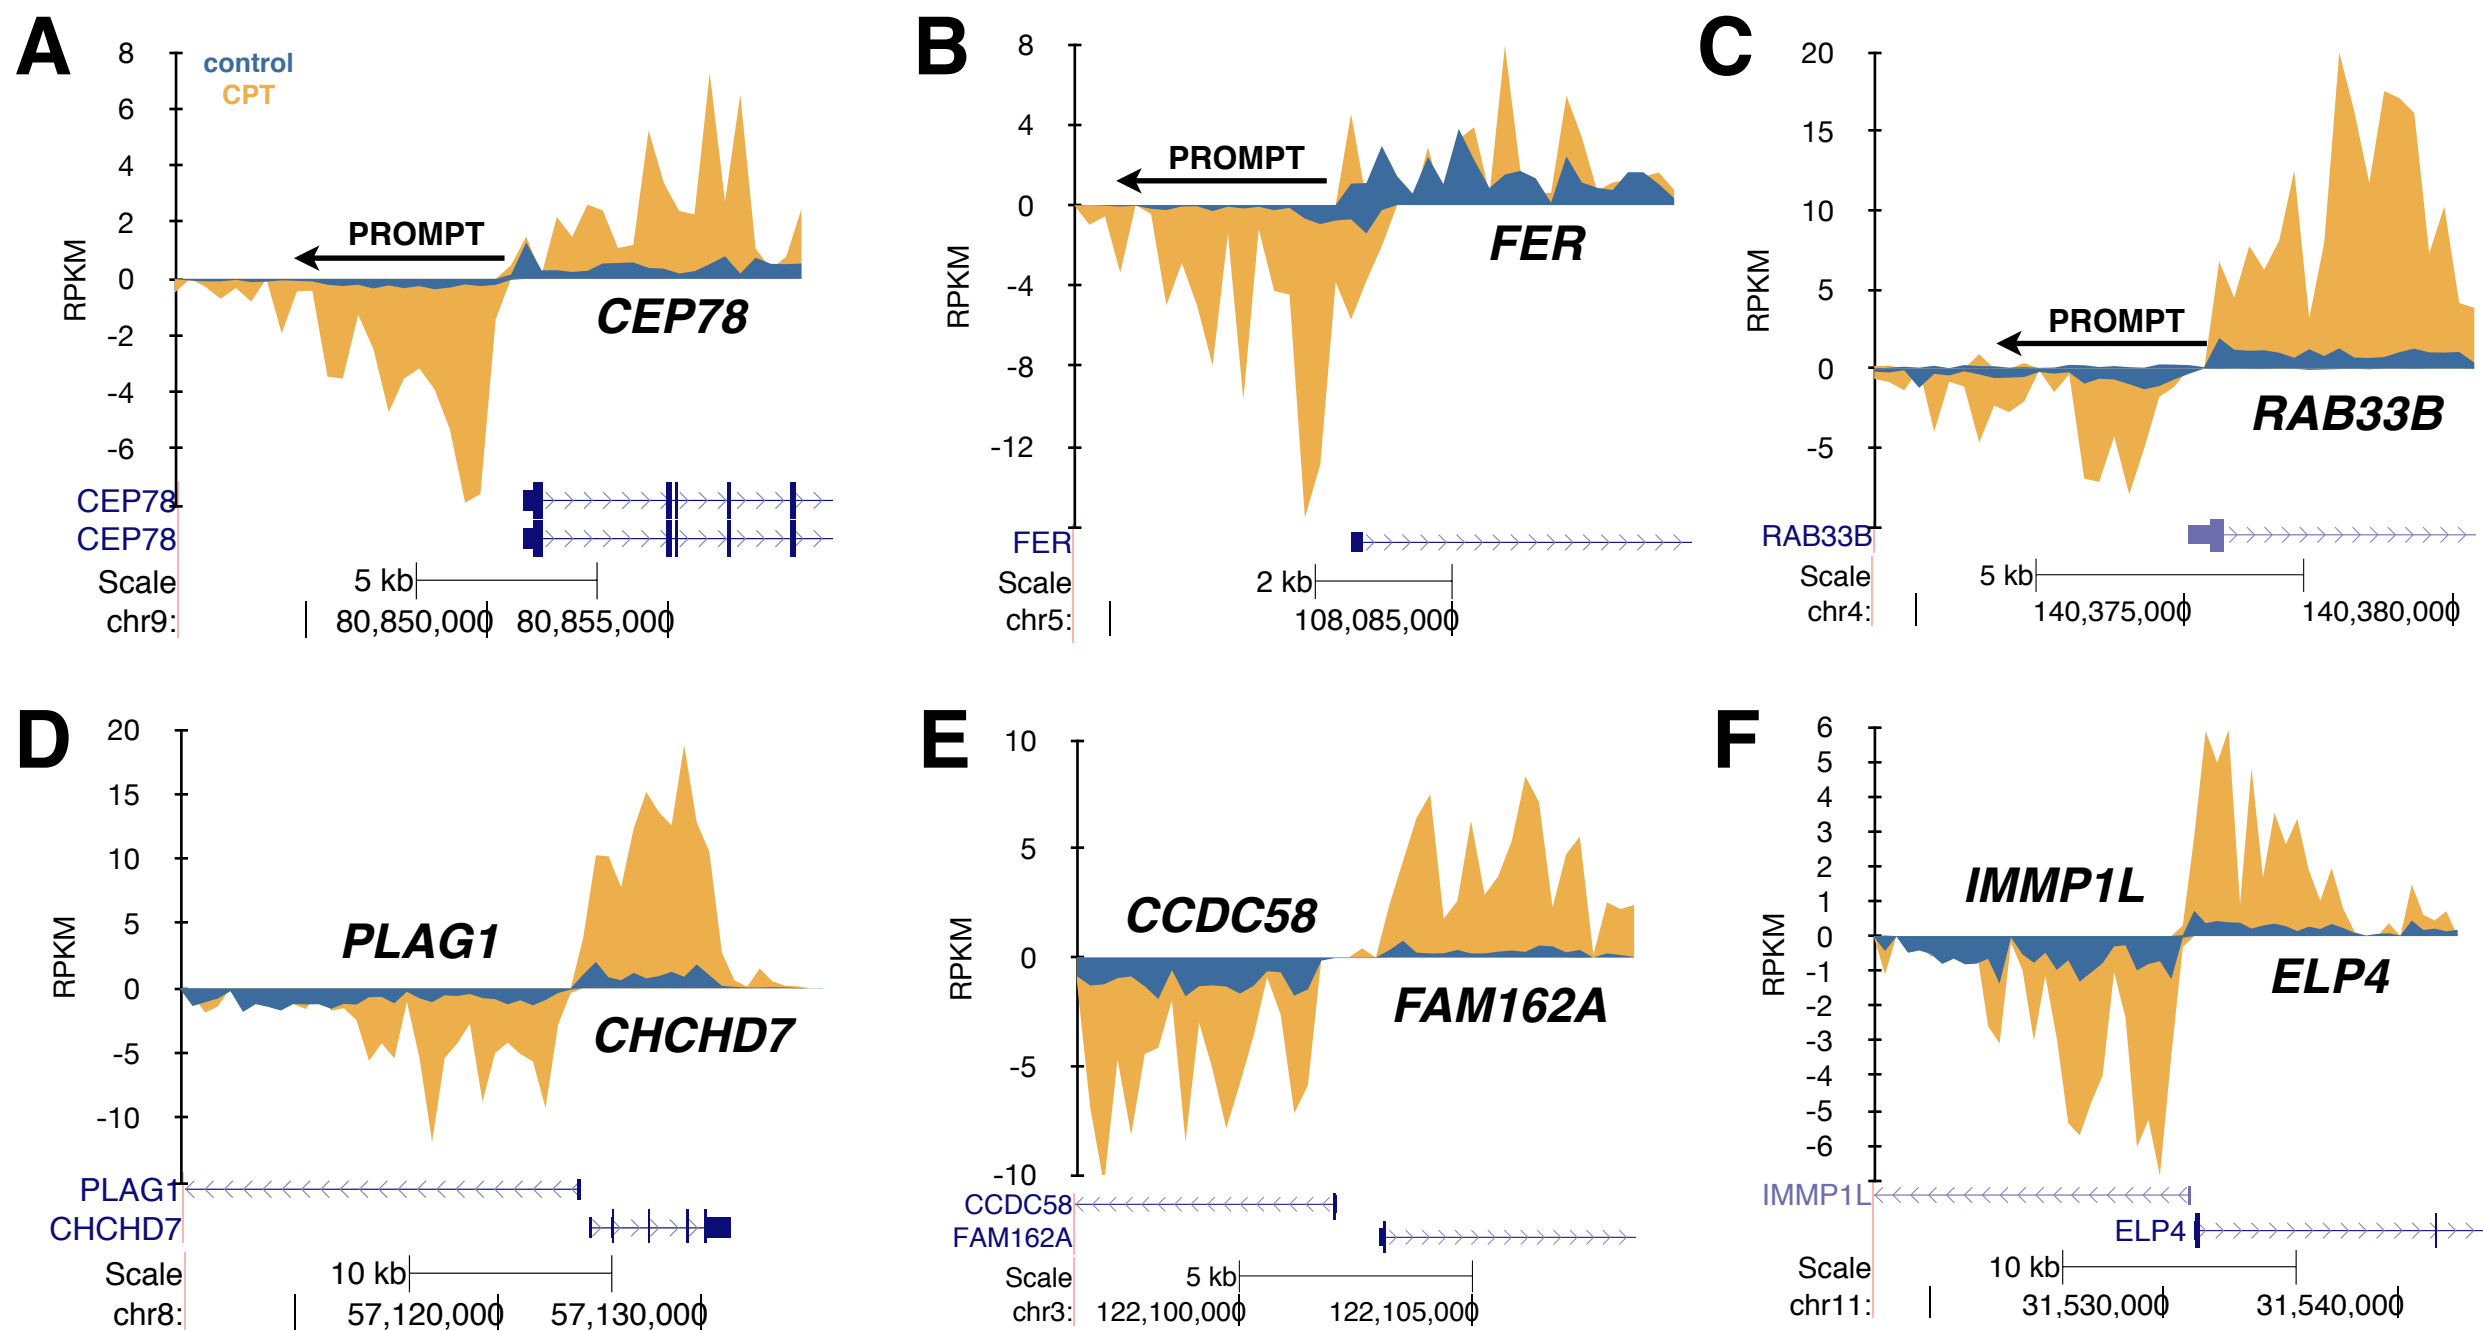 A
8
6
4
2
0
-2
-4
-6
RPKM
control
CPT
PROMPT
CEP78
CEP78
CEP78
Scale
5 kb
chr9:
80,850,000
80,855,000
B
8
4
0
-4
-8
-12
RPKM
PROMPT
FER
FER
Scale
2 kb
chr5:
108,085,000
C
20
15
10
5
0
-5
RPKM
PROMPT
RAB33B
RAB33B
Scale
5 kb
chr4:
140,375,000
140,380,000
D
20
15
10
5
0
-5
-10
RPKM
PLAG1
CHCHD7
PLAG1
CHCHD7
Scale
10 kb
chr8:
57,120,000
57,130,000
E
10
5
0
-5
-10
RPKM
CCDC58
FAM162A
CCDC58
FAM162A
Scale
5 kb
chr3:
122,100,000
122,105,000
F
6
5
4
3
2
1
0
-1
-2
-3
-4
-5
-6
RPKM
IMMP1L
ELP4
IMMP1L
ELP4
Scale
10 kb
chr11:
31,530,000
31,540,000